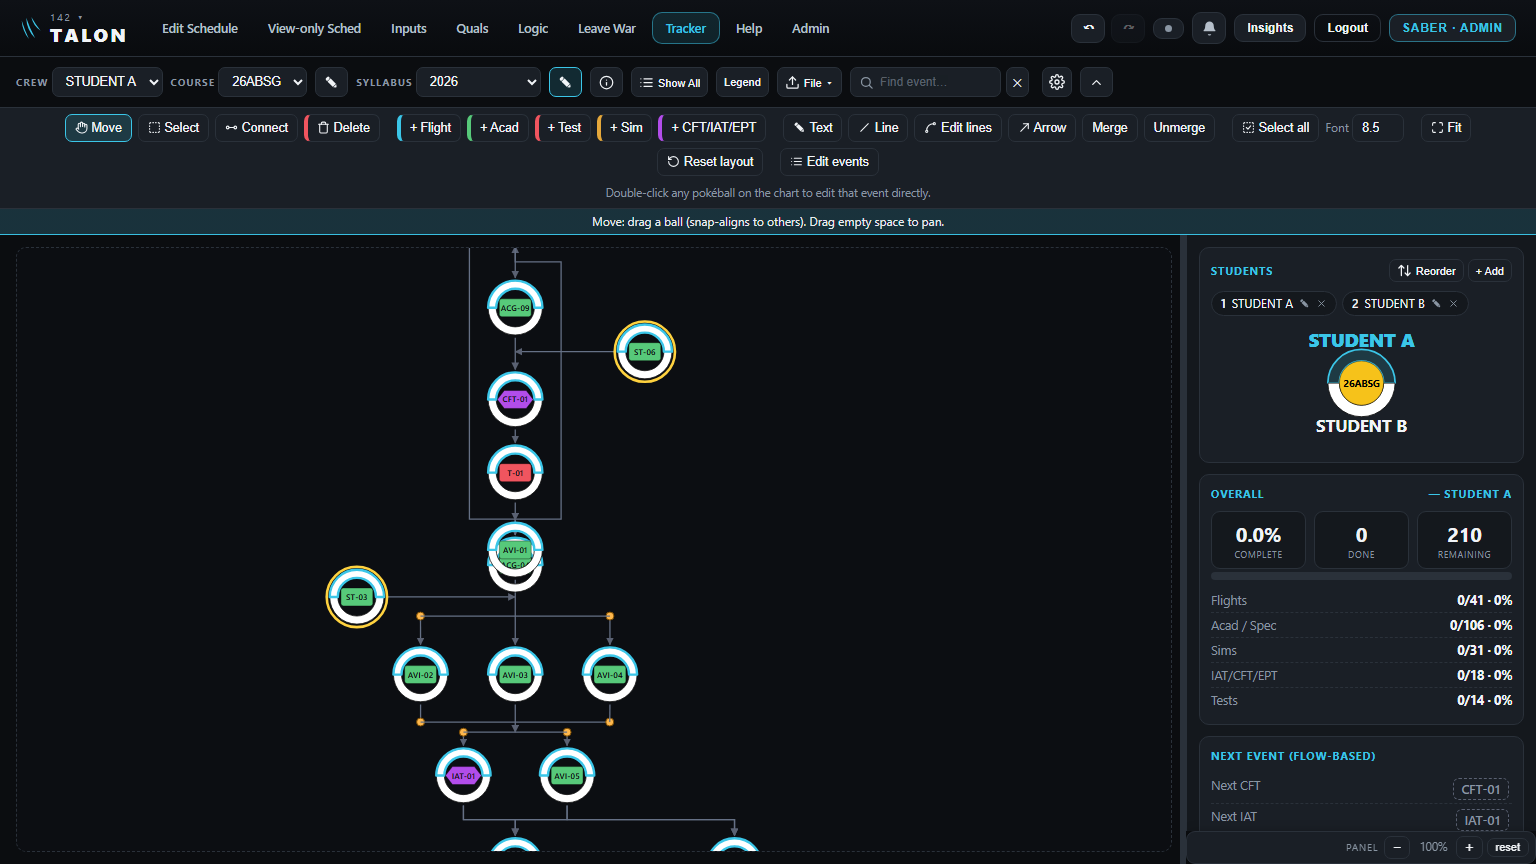 142
TALON
Edit Schedule
View-only Sched
Inputs
Quals
Logic
Leave War
Tracker
Help
Admin
Insights
Logout
SABER · ADMIN
CREW
STUDENT A
COURSE
26ABSG
SYLLABUS
2026
Show All
Legend
File
Find event...
Move
Select
Connect
Delete
+ Flight
+ Acad
+ Test
+ Sim
+ CFT/IAT/EPT
Text
Line
Edit lines
Arrow
Merge
Unmerge
Select all
Font
8.5
Fit
Reset layout
Edit events
Double-click any pokéball on the chart to edit that event directly.
Move: drag a ball (snap-aligns to others). Drag empty space to pan.
ACG-09
ST-06
CFT-01
T-01
AVI-01
ST-03
AVI-02
AVI-03
AVI-04
IAT-01
AVI-05
STUDENTS
Reorder
+ Add
1 STUDENT A
2 STUDENT B
STUDENT A
26ABSG
STUDENT B
OVERALL
— STUDENT A
0.0%
COMPLETE
0
DONE
210
REMAINING
Flights
0/41 · 0%
Acad / Spec
0/106 · 0%
Sims
0/31 · 0%
IAT/CFT/EPT
0/18 · 0%
Tests
0/14 · 0%
NEXT EVENT (FLOW-BASED)
Next CFT
CFT-01
Next IAT
IAT-01
PANEL
−
100%
+
reset